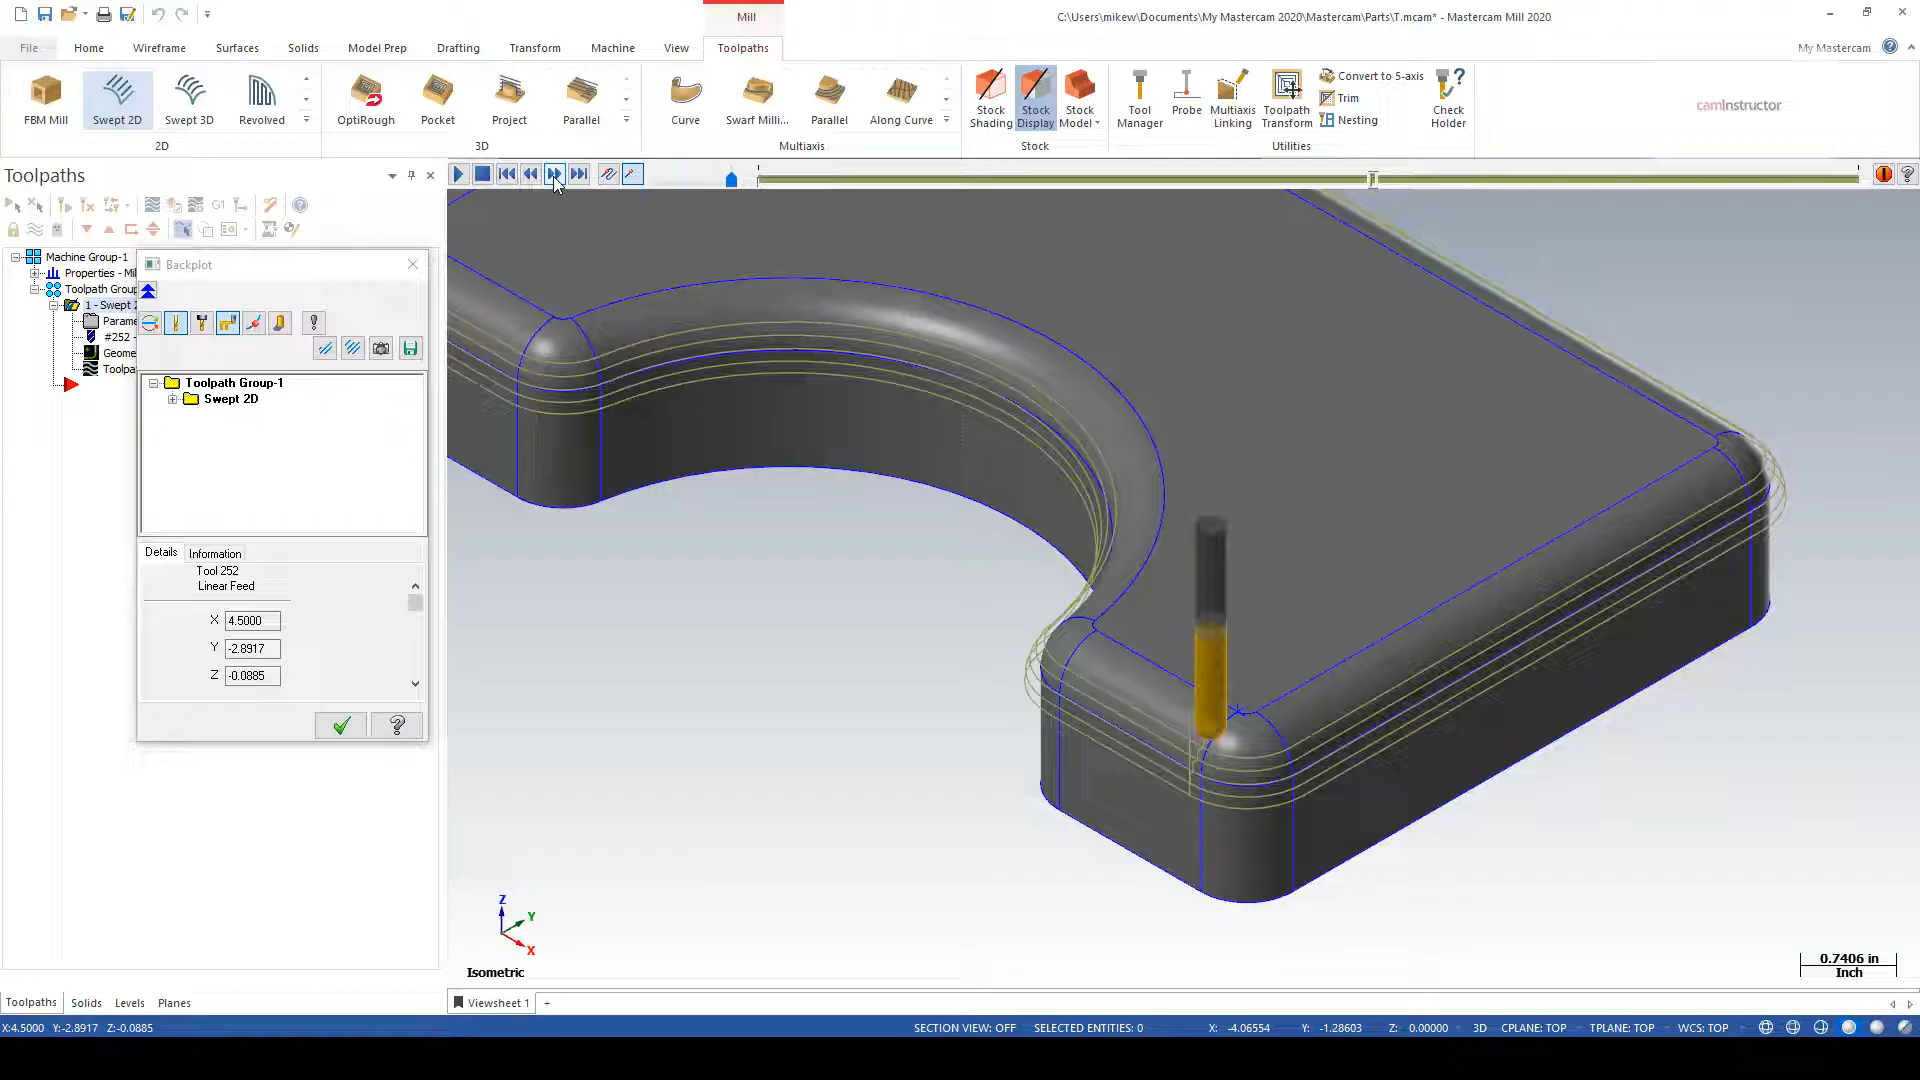 Mill
C:\Users\mikew\Documents\My Mastercam 2020\Mastercam\Parts\T.mcam* - Mastercam Mill 2020
File Home Wireframe Surfaces Solids Model Prep Drafting Transform Machine View Toolpaths My Mastercam
FBM Mill Swept 2D Swept 3D Revolved OptiRough Pocket Project Parallel Curve Swarf Milli... Parallel Along Curve Stock Shading Stock Display Stock Model Tool Manager Probe Multiaxis Linking Toolpath Transform Convert to 5-axis Trim Nesting Check Holder
camInstructor
2D 3D Multiaxis Stock Utilities
Toolpaths
G1
Machine Group-1
Properties - Mil
Toolpath Group
1 - Swept 2
Parame
#252 -
Geome
Toolpa
Backplot
Toolpath Group-1
Swept 2D
Details Information
Tool 252
Linear Feed
X 4.5000
Y -2.8917
Z -0.0885
Z
Y
X
Isometric
0.7406 in
Inch
Toolpaths Solids Levels Planes
Viewsheet 1 +
X:4.5000 Y:-2.8917 Z:-0.0885 SECTION VIEW: OFF SELECTED ENTITIES: 0 X: -4.06554 Y: -1.28603 Z: 0.00000 3D CPLANE: TOP TPLANE: TOP WCS: TOP